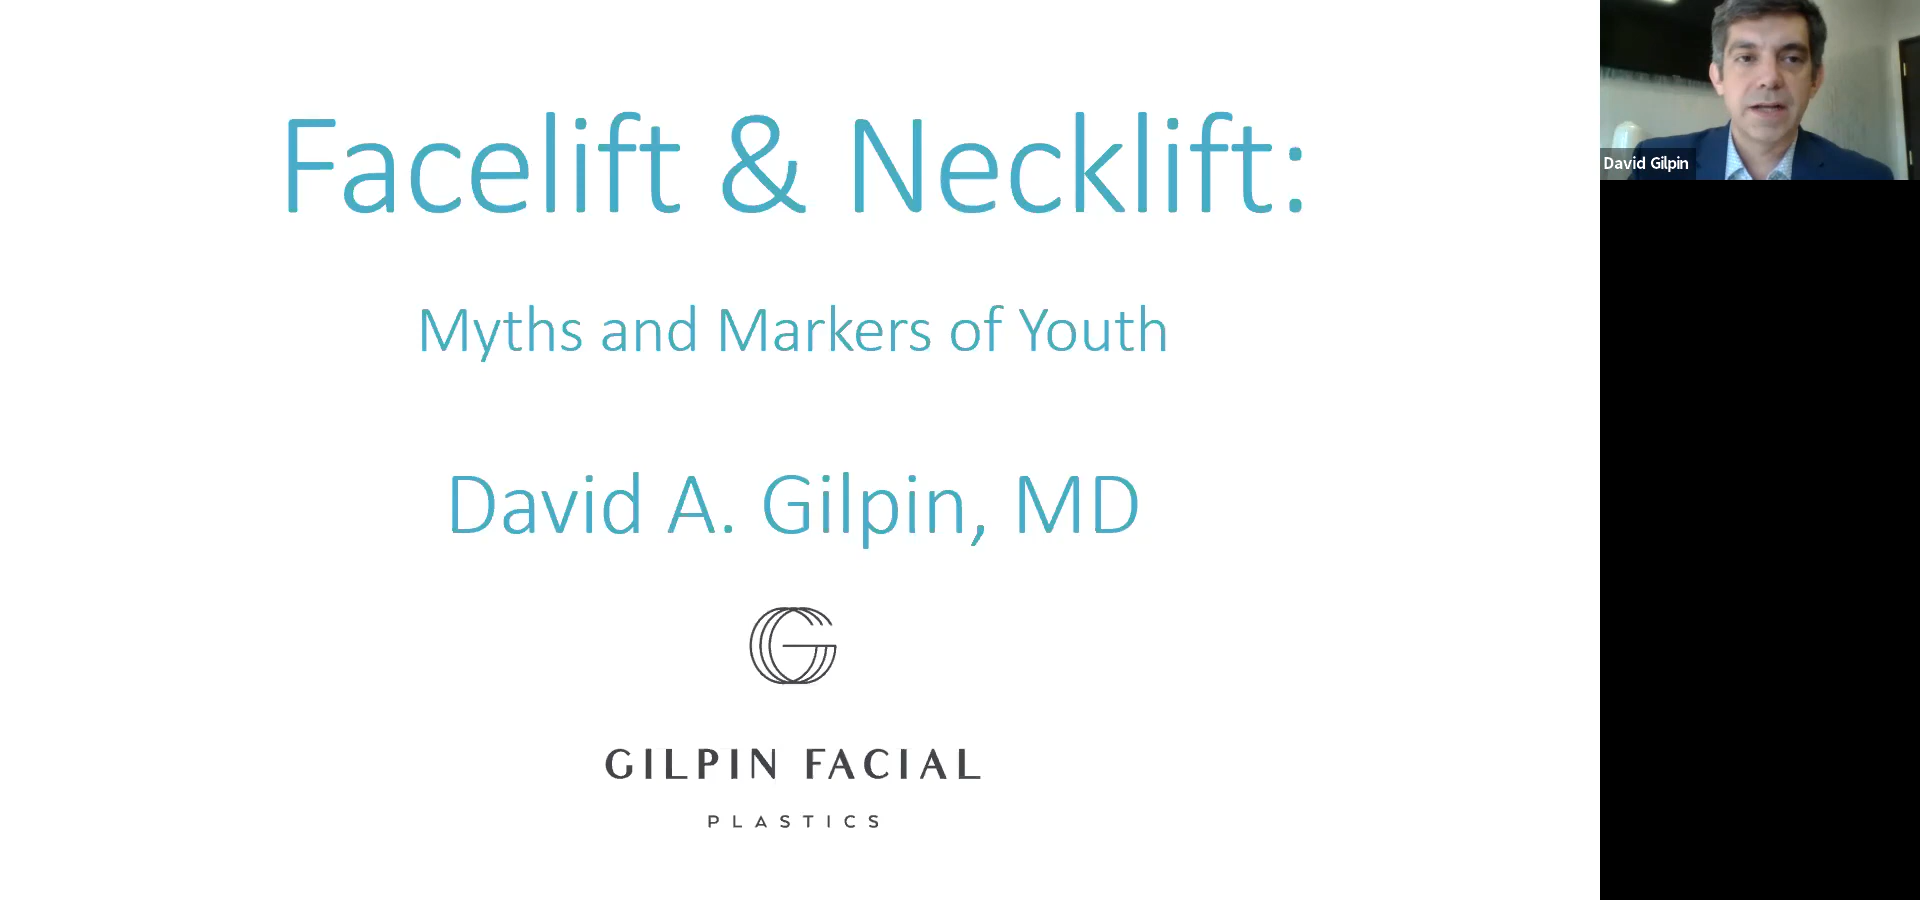 Facelift & Necklift:
Myths and Markers of Youth
David A. Gilpin, MD
GILPIN FACIAL
PLASTICS
David Gilpin